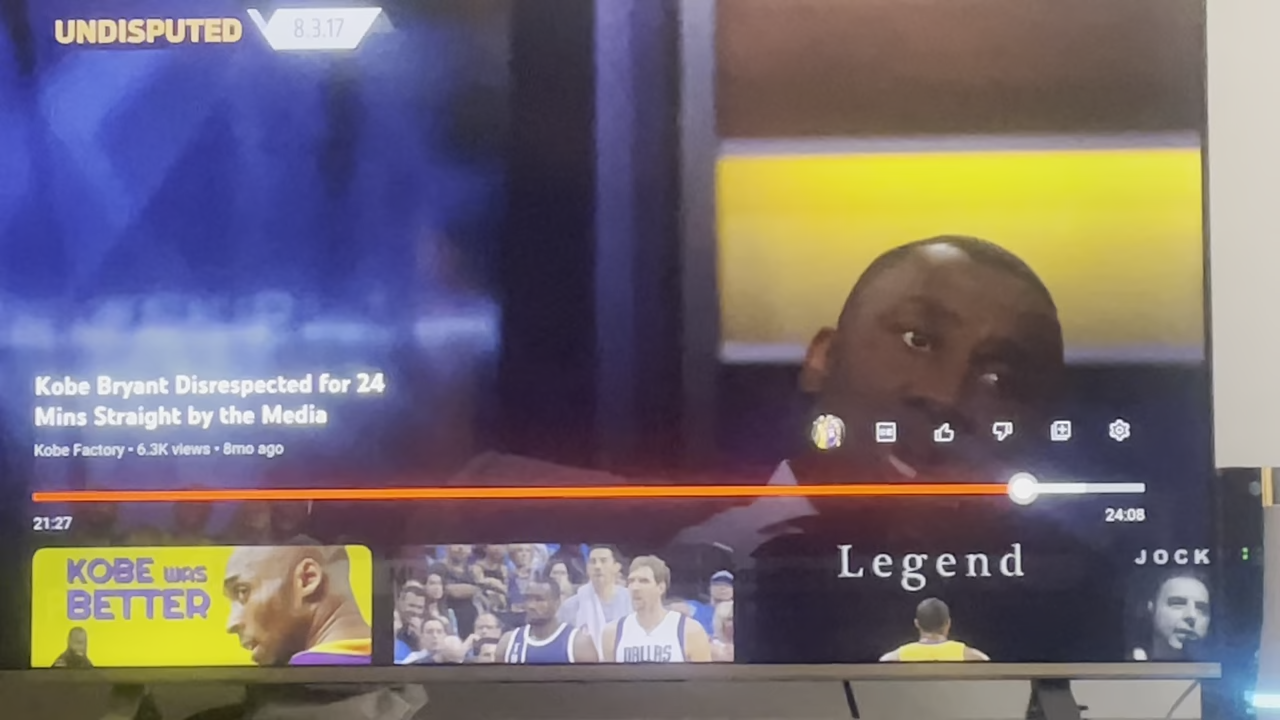 UNDISPUTED
8.3.17
Kobe Bryant Disrespected for 24
Mins Straight by the Media
Kobe Factory • 6.3K views • 8mo ago
21:27
24:08
KOBE WAS
BETTER
DALLAS
Legend
JOCK